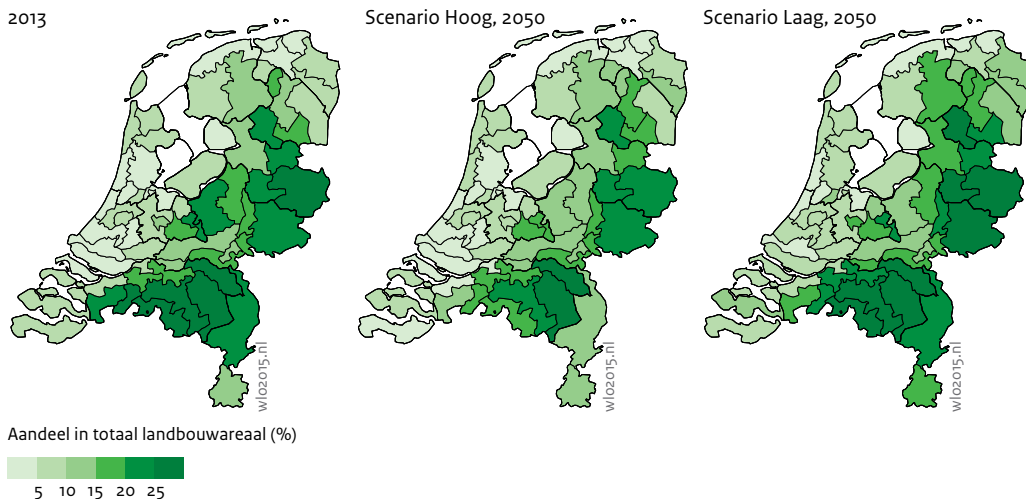 2013
Scenario Hoog, 2050
Scenario Laag, 2050
wlo2015.nl
wlo2015.nl
wlo2015.nl
Aandeel in totaal landbouwareaal (%)
5 10 15 20 25